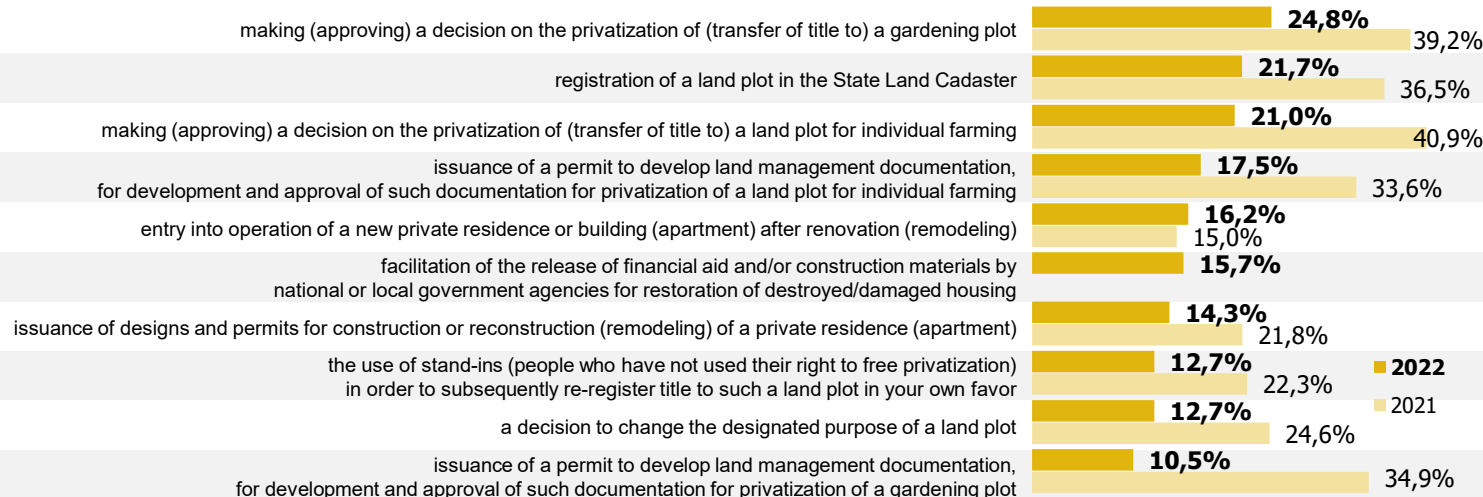 making (approving) a decision on the privatization of (transfer of title to) a gardening plot
24,8%
39,2%
registration of a land plot in the State Land Cadaster
21,7%
36,5%
making (approving) a decision on the privatization of (transfer of title to) a land plot for individual farming
21,0%
40,9%
issuance of a permit to develop land management documentation,
for development and approval of such documentation for privatization of a land plot for individual farming
17,5%
33,6%
entry into operation of a new private residence or building (apartment) after renovation (remodeling)
16,2%
15,0%
facilitation of the release of financial aid and/or construction materials by
national or local government agencies for restoration of destroyed/damaged housing
15,7%
issuance of designs and permits for construction or reconstruction (remodeling) of a private residence (apartment)
14,3%
21,8%
the use of stand-ins (people who have not used their right to free privatization)
in order to subsequently re-register title to such a land plot in your own favor
12,7%
22,3%
2022
2021
a decision to change the designated purpose of a land plot
12,7%
24,6%
issuance of a permit to develop land management documentation,
for development and approval of such documentation for privatization of a gardening plot
10,5%
34,9%